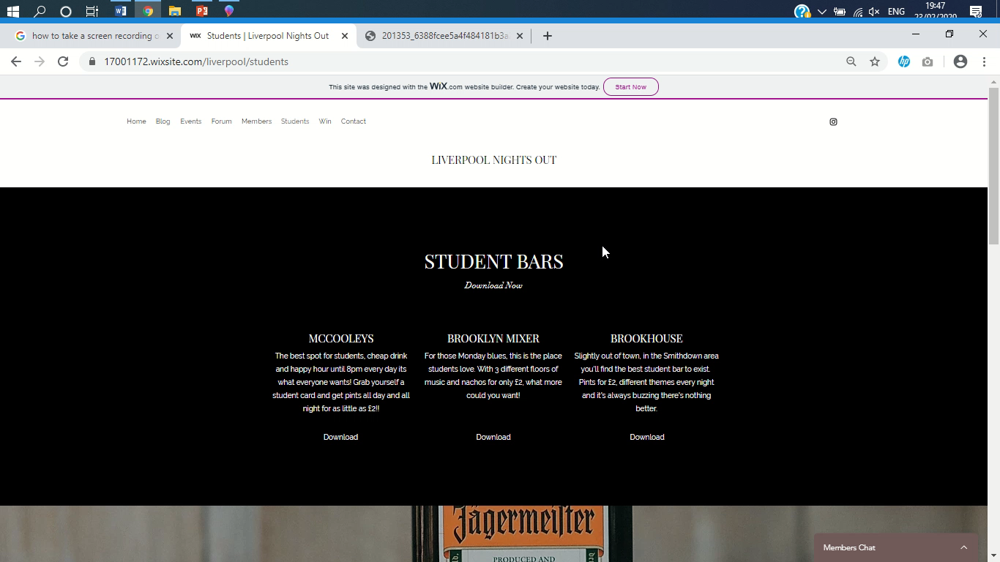 19:47
ENG
23/02/2020
how to take a screen recording o
WIX Students | Liverpool Nights Out
201353_6388fcee5a4f484181b3a
17001172.wixsite.com/liverpool/students
This site was designed with the WiX.com website builder. Create your website today. Start Now
Home Blog Events Forum Members Students Win Contact
LIVERPOOL NIGHTS OUT
STUDENT BARS
Download Now
MCCOOLEYS
The best spot for students, cheap drink
and happy hour until 8pm every day its
what everyone wants! Grab yourself a
student card and get pints all day and all
night for as little as £2!!
Download
BROOKLYN MIXER
For those Monday blues, this is the place
students love. With 3 different floors of
music and nachos for only £2, what more
could you want!
Download
BROOKHOUSE
Slightly out of town, in the Smithdown area
you'll find the best student bar to exist.
Pints for £2, different themes every night
and it's always buzzing there's nothing
better.
Download
Jägermeister
PRODUCED AND
Members Chat